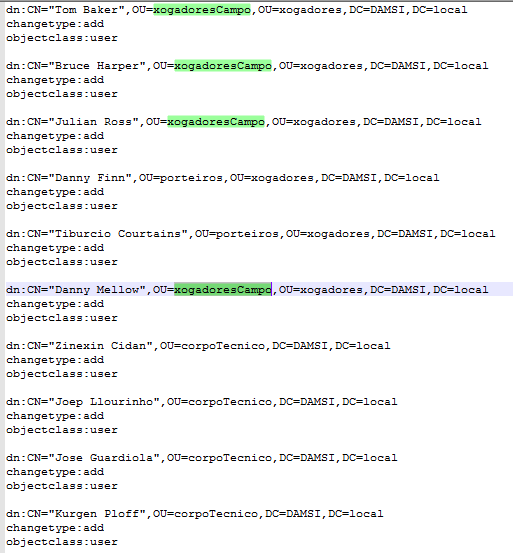 dn:CN="Tom Baker",OU=xogadoresCampo,OU=xogadores,DC=DAMSI,DC=local
changetype:add
objectclass:user
dn:CN="Bruce Harper",OU=xogadoresCampo,OU=xogadores,DC=DAMSI,DC=local
changetype:add
objectclass:user
dn:CN="Julian Ross",OU=xogadoresCampo,OU=xogadores,DC=DAMSI,DC=local
changetype:add
objectclass:user
dn:CN="Danny Finn",OU=porteiros,OU=xogadores,DC=DAMSI,DC=local
changetype:add
objectclass:user
dn:CN="Tiburcio Courtains",OU=porteiros,OU=xogadores,DC=DAMSI,DC=local
changetype:add
objectclass:user
dn:CN="Danny Mellow",OU=xogadoresCampo,OU=xogadores,DC=DAMSI,DC=local
changetype:add
objectclass:user
dn:CN="Zinexin Cidan",OU=corpoTecnico,DC=DAMSI,DC=local
changetype:add
objectclass:user
dn:CN="Joep Llourinho",OU=corpoTecnico,DC=DAMSI,DC=local
changetype:add
objectclass:user
dn:CN="Jose Guardiola",OU=corpoTecnico,DC=DAMSI,DC=local
changetype:add
objectclass:user
dn:CN="Kurgen Ploff",OU=corpoTecnico,DC=DAMSI,DC=local
changetype:add
objectclass:user